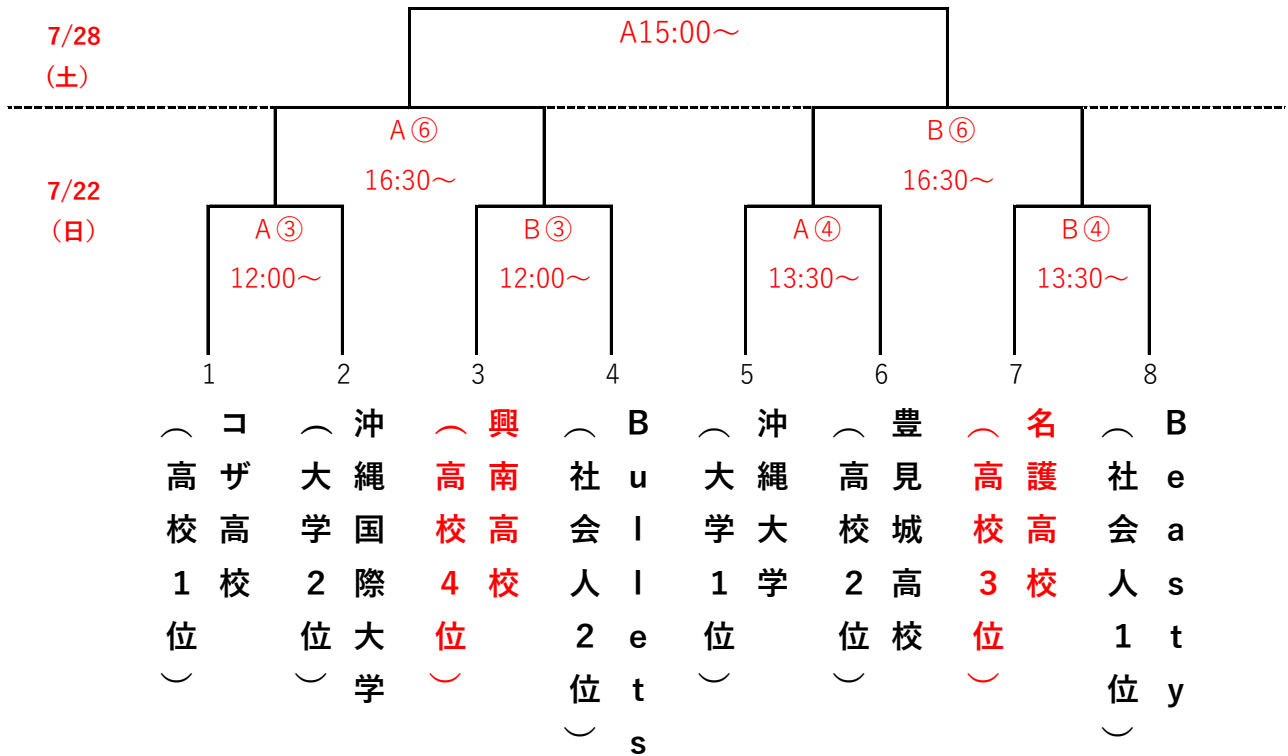 7/28
(土)
A15:00～
7/22
(日)
A⑥
16:30～
B⑥
16:30～
A③
12:00～
B③
12:00～
A④
13:30～
B④
13:30～
1
2
3
4
5
6
7
8
コザ高校
（高校1位）
沖縄国際大学
（大学2位）
興南高校
（高校4位）
Bullets
（社会人2位）
沖縄大学
（大学1位）
豊見城高校
（高校2位）
名護高校
（高校3位）
Beasty
（社会人1位）